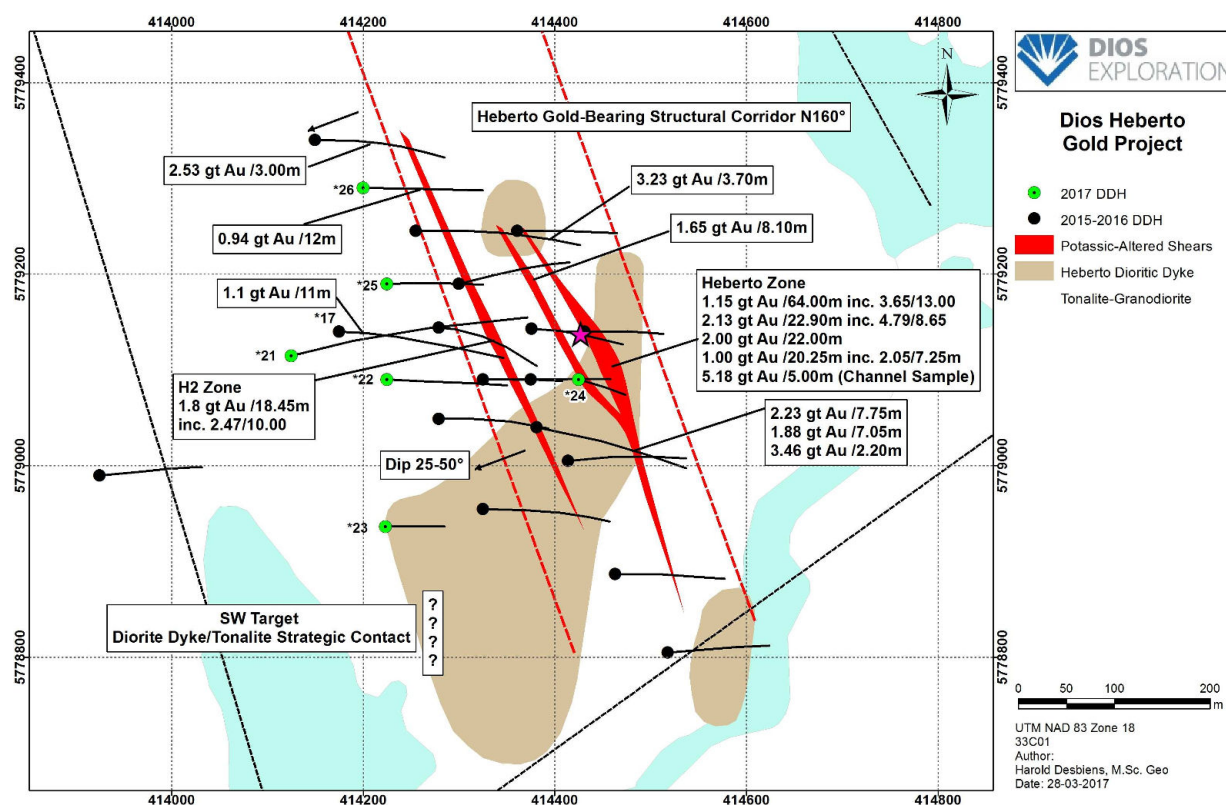 414000
414200
414400
414600
414800
5779400
5779200
5779000
5778800
N
Heberto Gold-Bearing Structural Corridor N160°
2.53 gt Au /3.00m
*26
0.94 gt Au /12m
3.23 gt Au /3.70m
1.65 gt Au /8.10m
*25
1.1 gt Au /11m
*17
*21
*22
*24
Heberto Zone
1.15 gt Au /64.00m inc. 3.65/13.00
2.13 gt Au /22.90m inc. 4.79/8.65
2.00 gt Au /22.00m
1.00 gt Au /20.25m inc. 2.05/7.25m
5.18 gt Au /5.00m (Channel Sample)
H2 Zone
1.8 gt Au /18.45m
inc. 2.47/10.00
2.23 gt Au /7.75m
1.88 gt Au /7.05m
3.46 gt Au /2.20m
Dip 25-50°
*23
SW Target
Diorite Dyke/Tonalite Strategic Contact
?
?
?
?
5779400
5779200
5779000
5778800
414000
414200
414400
414600
414800
DIOS
EXPLORATION
Dios Heberto
Gold Project
2017 DDH
2015-2016 DDH
Potassic-Altered Shears
Heberto Dioritic Dyke
Tonalite-Granodiorite
0 50 100 200
m
UTM NAD 83 Zone 18
33C01
Author:
Harold Desbiens, M.Sc. Geo
Date: 28-03-2017